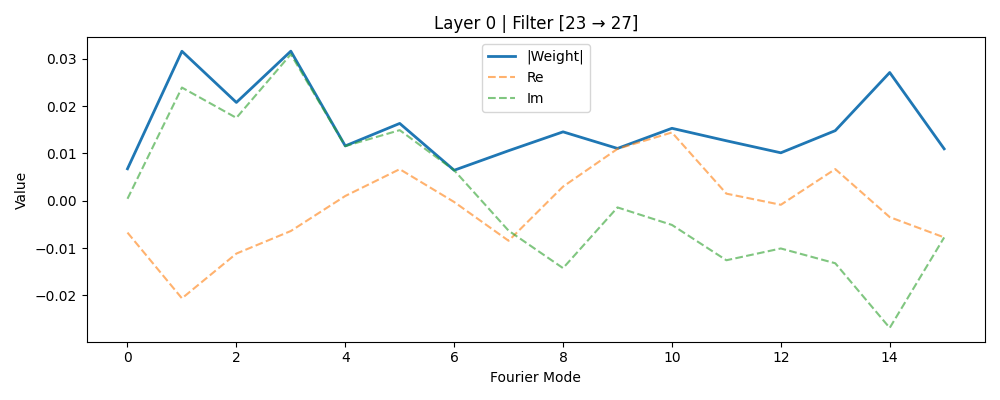 Layer 0 | Filter [23 → 27]
|Weight|
Re
Im
Value
0.03
0.02
0.01
0.00
−0.01
−0.02
0 2 4 6 8 10 12 14
Fourier Mode